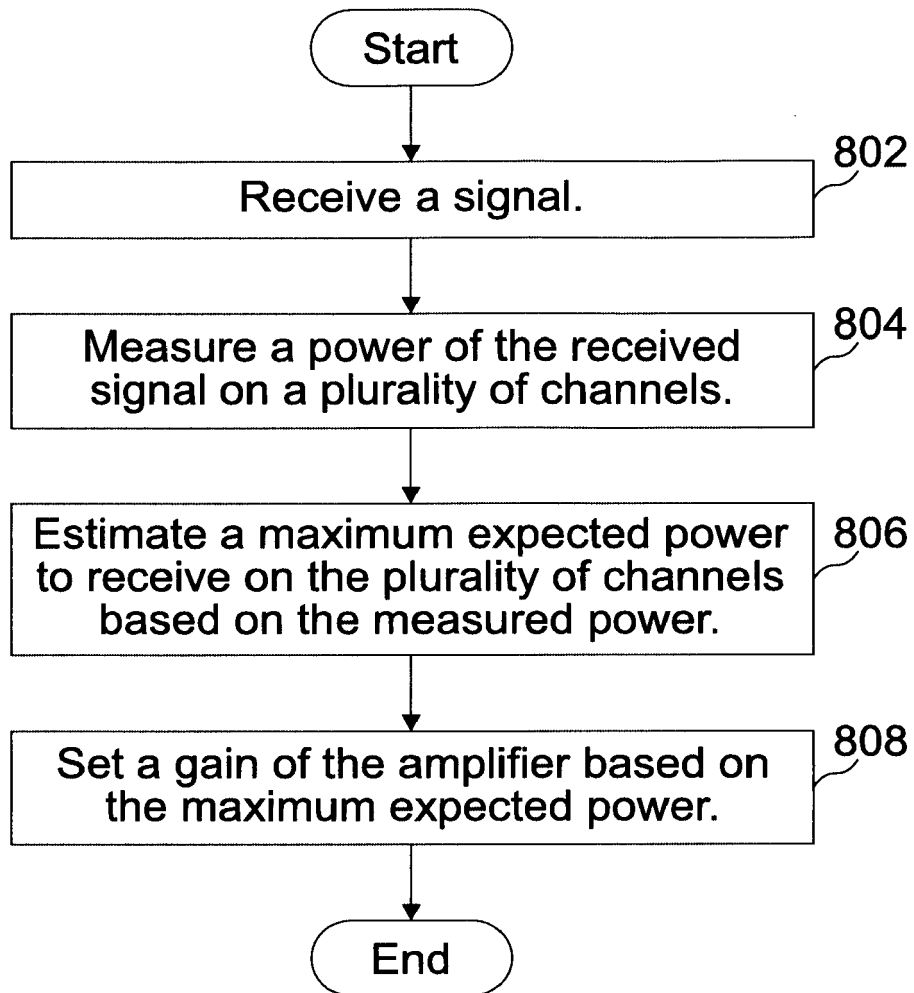 Start
802
Receive a signal.
804
Measure a power of the received
signal on a plurality of channels.
806
Estimate a maximum expected power
to receive on the plurality of channels
based on the measured power.
808
Set a gain of the amplifier based on
the maximum expected power.
End